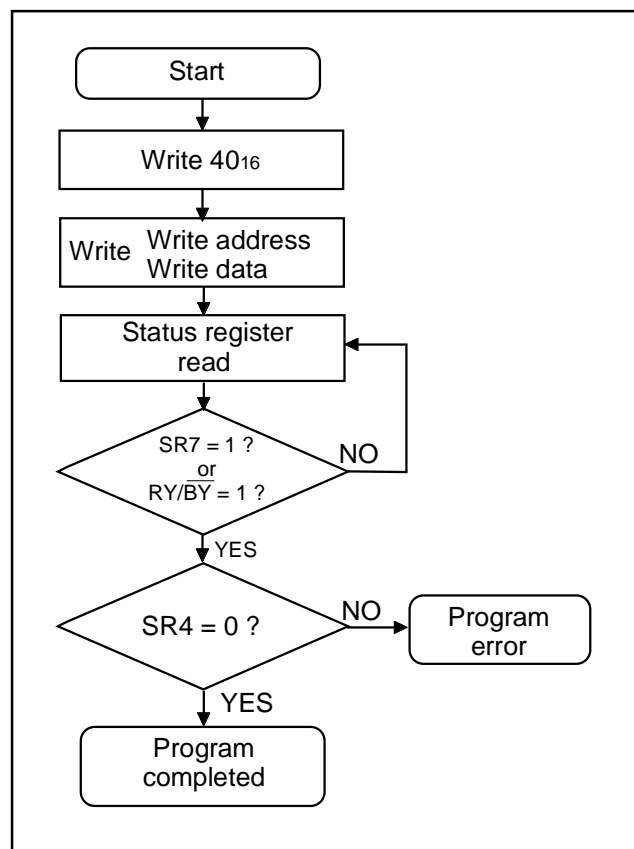 Start
Write 40₁₆
Write Write address
Write data
Status register
read
SR7 = 1 ?
or
RY/B̅Y̅ = 1 ?
NO
YES
SR4 = 0 ?
NO
Program
error
YES
Program
completed